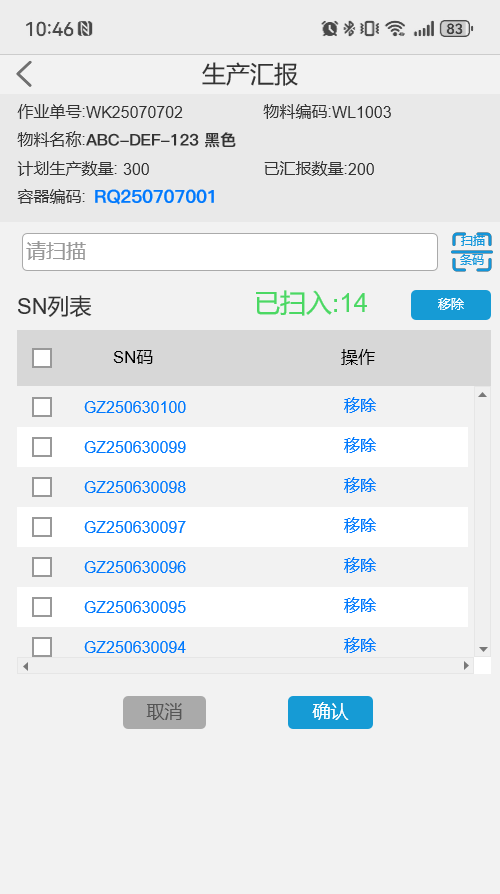 10:46 83
生产汇报
作业单号:WK25070702 物料编码:WL1003
物料名称:ABC-DEF-123 黑色
计划生产数量: 300 已汇报数量:200
容器编码: RQ250707001
请扫描 扫描
条码
SN列表 已扫入:14 移除
SN码 操作
GZ250630100 移除
GZ250630099 移除
GZ250630098 移除
GZ250630097 移除
GZ250630096 移除
GZ250630095 移除
GZ250630094 移除
取消 确认